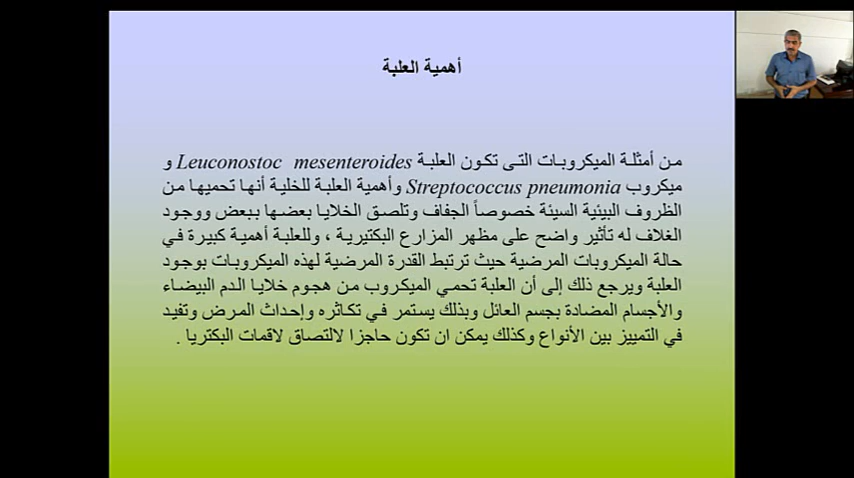 أهمية العلبة
من أمثلة الميكروبات التى تكون العلبة Leuconostoc mesenteroides و
ميكروب Streptococcus pneumonia وأهمية العلبة للخلية أنها تحميها من
الظروف البيئية السيئة خصوصاً الجفاف وتلصق الخلايا بعضها ببعض ووجود
الغلاف له تأثير واضح على مظهر المزارع البكتيرية ، وللعلبة أهمية كبيرة في
حالة الميكروبات المرضية حيث ترتبط القدرة المرضية لهذه الميكروبات بوجود
العلبة ويرجع ذلك إلى أن العلبة تحمي الميكروب من هجوم خلايا الدم البيضاء
والأجسام المضادة بجسم العائل وبذلك يستمر في تكاثره وإحداث المرض وتفيد
في التمييز بين الأنواع وكذلك يمكن ان تكون حاجزا لالتصاق لاقمات البكتريا .